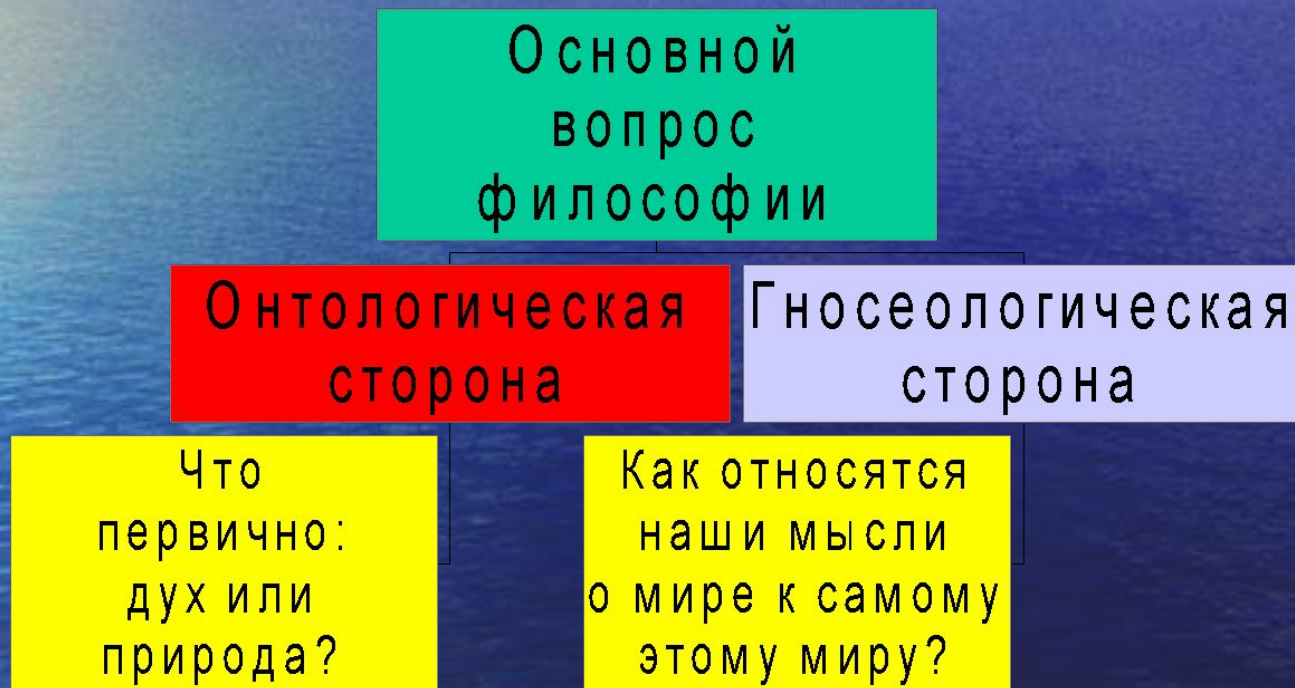 Основной
вопрос
философии
Онтологическая
сторона
Гносеологическая
сторона
Что
первично:
дух или
природа?
Как относятся
наши мысли
о мире к самому
этому миру?